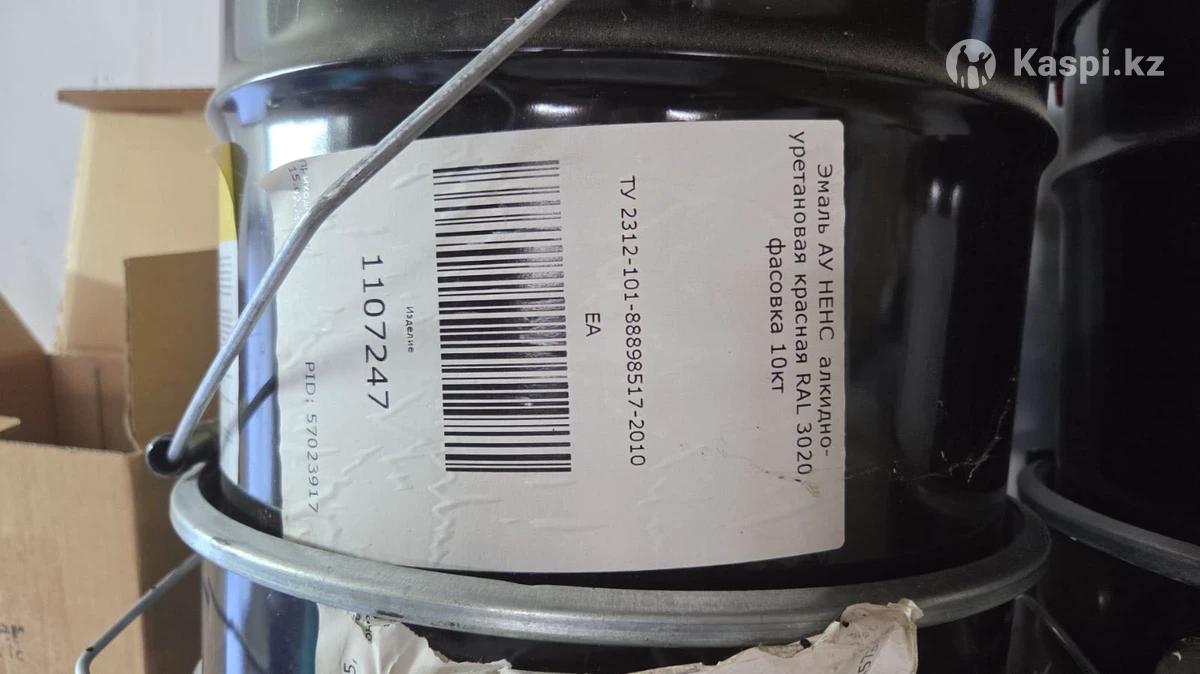 Kaspi.kz
Эмаль АУ НЕНС алкидно-
уретановая красная RAL 3020,
фасовка 10кт
ТУ 2312-101-88898517-2010
EA
Изделие
1107247
PID: 57023917